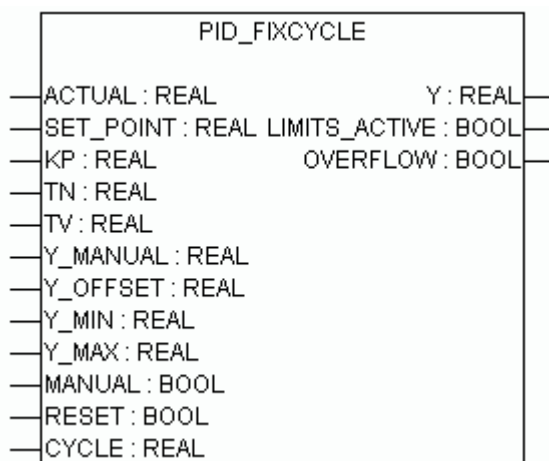 PID_FIXCYCLE
ACTUAL : REAL Y : REAL
SET_POINT : REAL LIMITS_ACTIVE : BOOL
KP : REAL OVERFLOW : BOOL
TN : REAL
TV : REAL
Y_MANUAL : REAL
Y_OFFSET : REAL
Y_MIN : REAL
Y_MAX : REAL
MANUAL : BOOL
RESET : BOOL
CYCLE : REAL